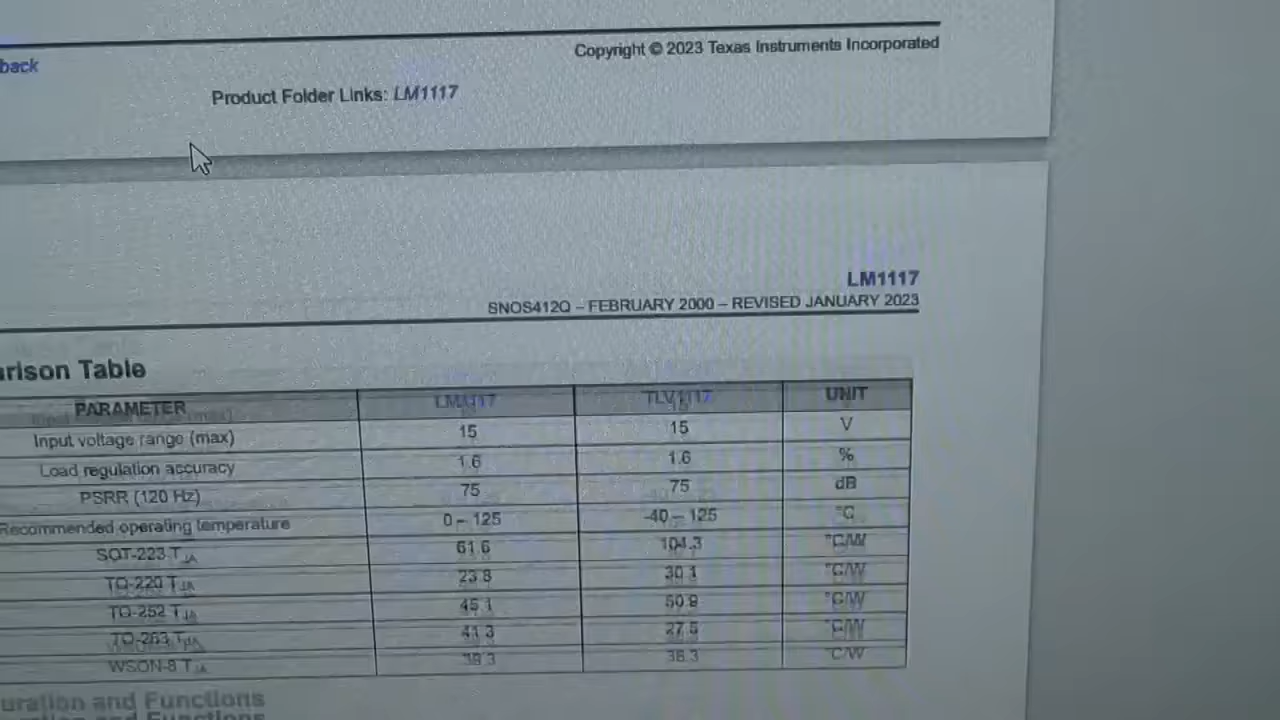 Copyright © 2023 Texas Instruments Incorporated
back
Product Folder Links: LM1117
LM1117
SNOS412Q – FEBRUARY 2000 – REVISED JANUARY 2023
arison Table
PARAMETER LM1117 TLV1117 UNIT
Input voltage range (max) 15 15 V
Load regulation accuracy 1.6 1.6 %
PSRR (120 Hz) 75 75 dB
Recommended operating temperature 0 – 125 -40 – 125 °C
SOT-223 TJA 61.6 104.3 °C/W
TO-220 TJA 23.8 30.1 °C/W
TO-252 TJA 45.1 50.9 °C/W
TO-263 TJA 41.3 27.5 °C/W
WSON-8 TJA 38.3 °C/W
uration and Functions